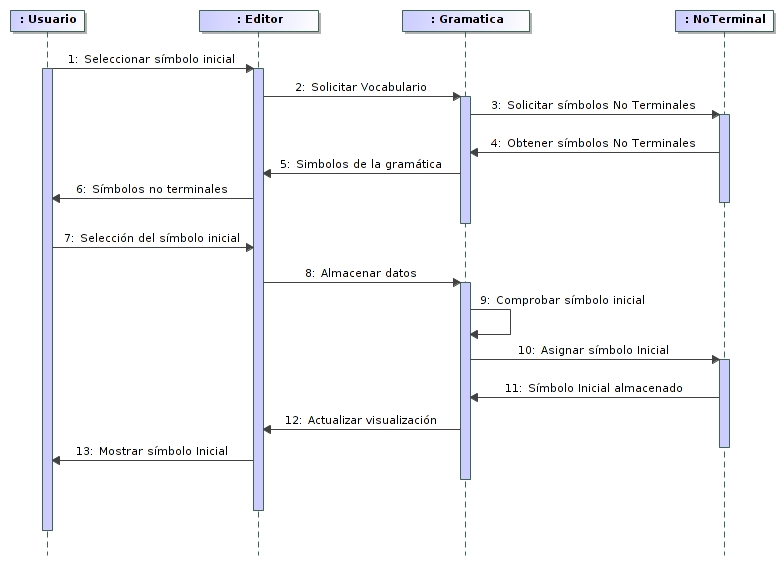 : Usuario
: Editor
: Gramatica
: NoTerminal
1: Seleccionar símbolo inicial
2: Solicitar Vocabulario
3: Solicitar símbolos No Terminales
4: Obtener símbolos No Terminales
5: Simbolos de la gramática
6: Símbolos no terminales
7: Selección del símbolo inicial
8: Almacenar datos
9: Comprobar símbolo inicial
10: Asignar símbolo Inicial
11: Símbolo Inicial almacenado
12: Actualizar visualización
13: Mostrar símbolo Inicial